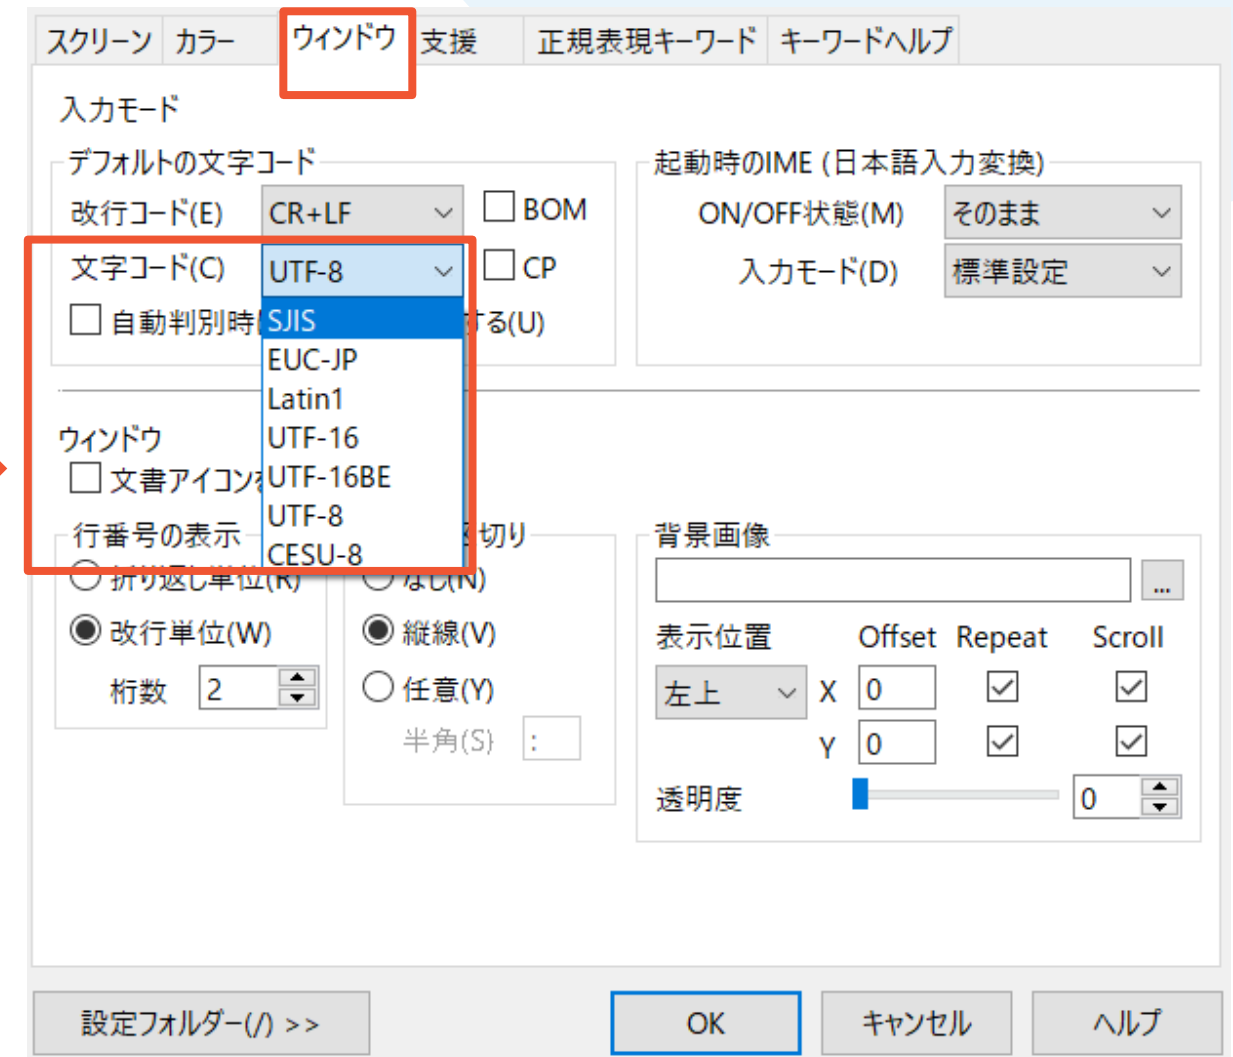 スクリーン カラー ウィンドウ 支援 正規表現キーワード キーワードヘルプ
入力モード
デフォルトの文字コード
改行コード(E) CR+LF BOM
文字コード(C) UTF-8 CP
自動判別時 する(U)
SJIS
EUC-JP
Latin1
UTF-16
UTF-16BE
UTF-8
CESU-8
起動時のIME (日本語入力変換)
ON/OFF状態(M) そのまま
入力モード(D) 標準設定
ウィンドウ
文書アイコン
行番号の表示
折り返し単位(R)
改行単位(W)
桁数 2
切り
なし(N)
縦線(V)
任意(Y)
半角(S) :
背景画像
...
表示位置 Offset Repeat Scroll
左上 X 0
Y 0
透明度 0
設定フォルダー(/) >> OK キャンセル ヘルプ